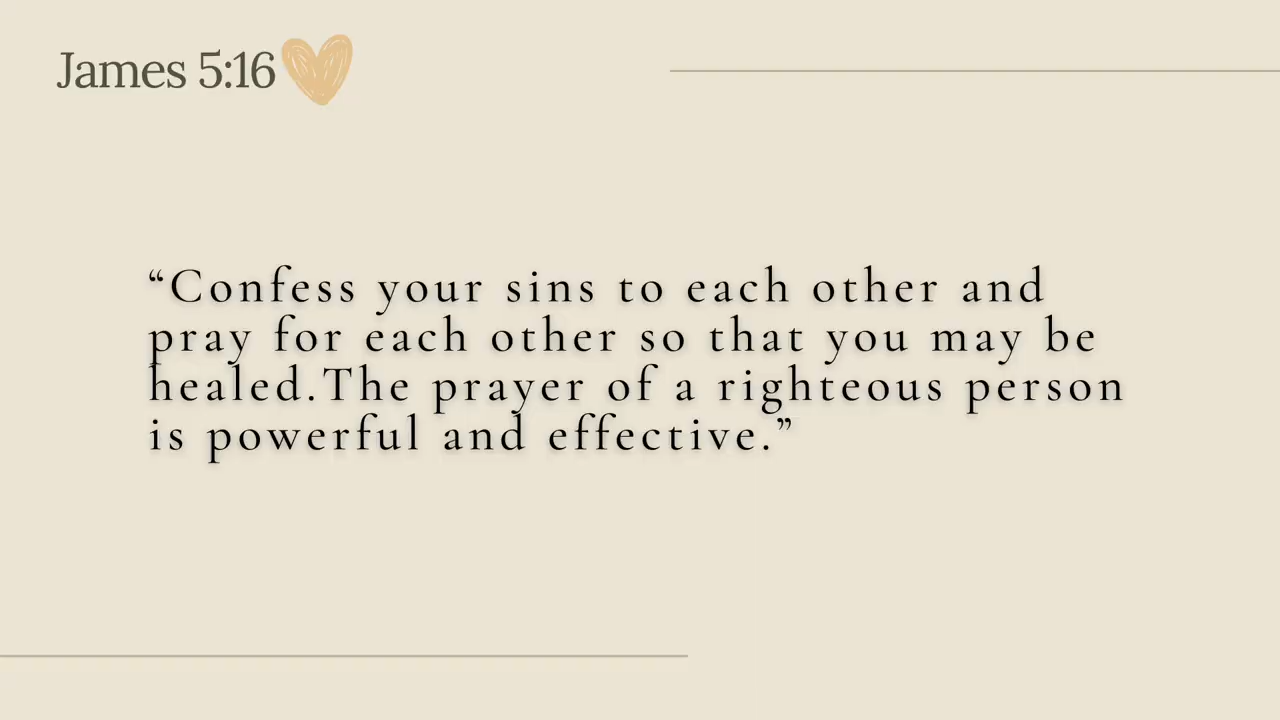 James 5:16
“Confess your sins to each other and
pray for each other so that you may be
healed.The prayer of a righteous person
is powerful and effective.”